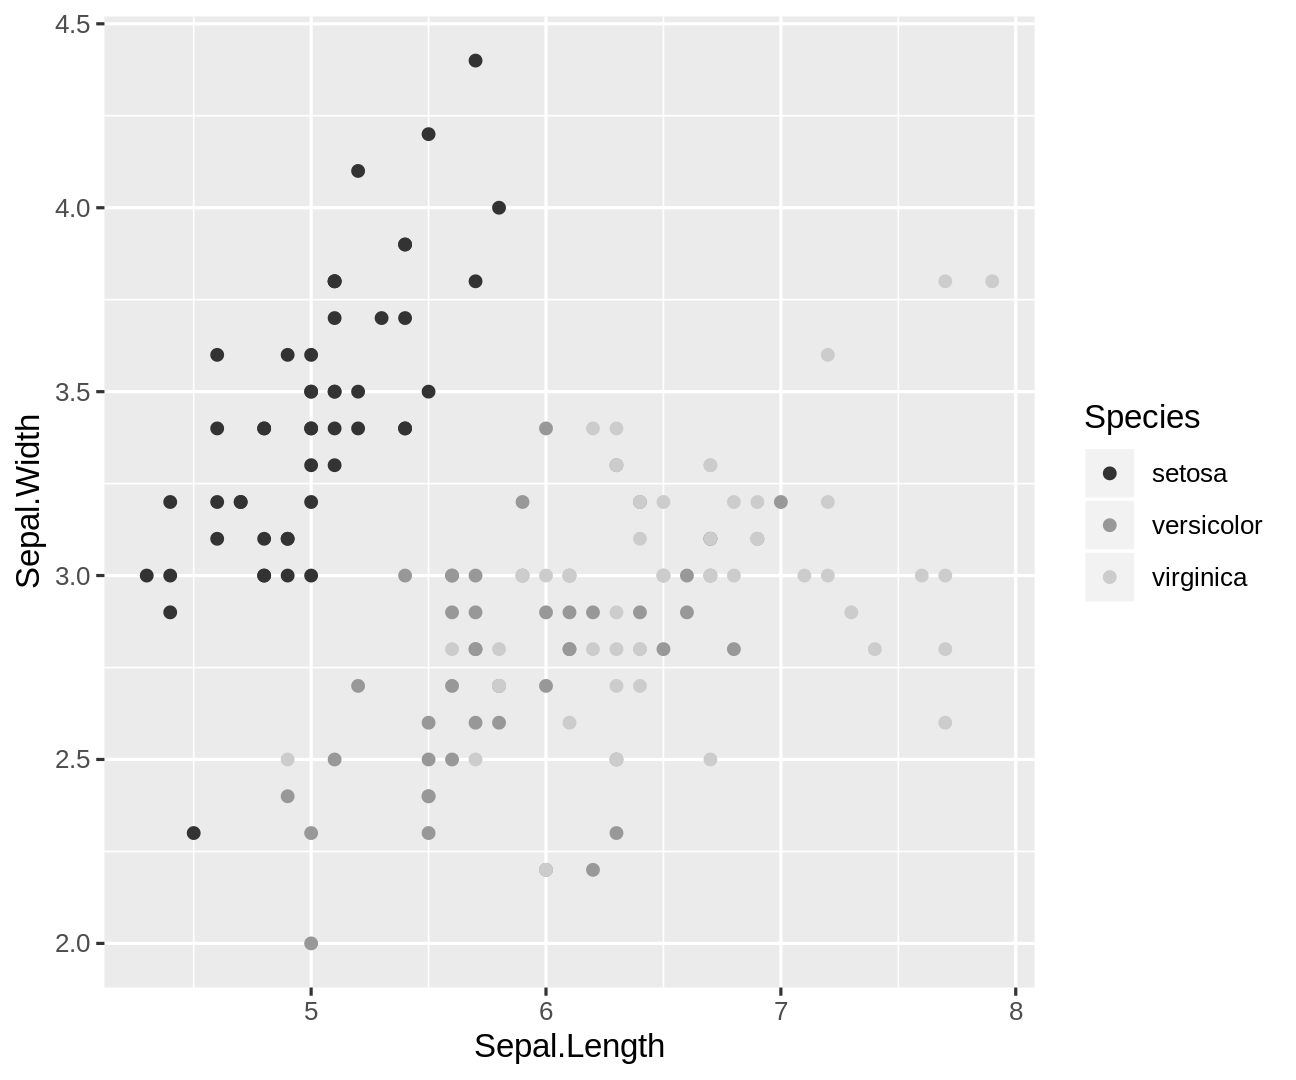 4.5
4.0
3.5
3.0
2.5
2.0
Sepal.Width
5 6 7 8
Sepal.Length
Species
setosa
versicolor
virginica